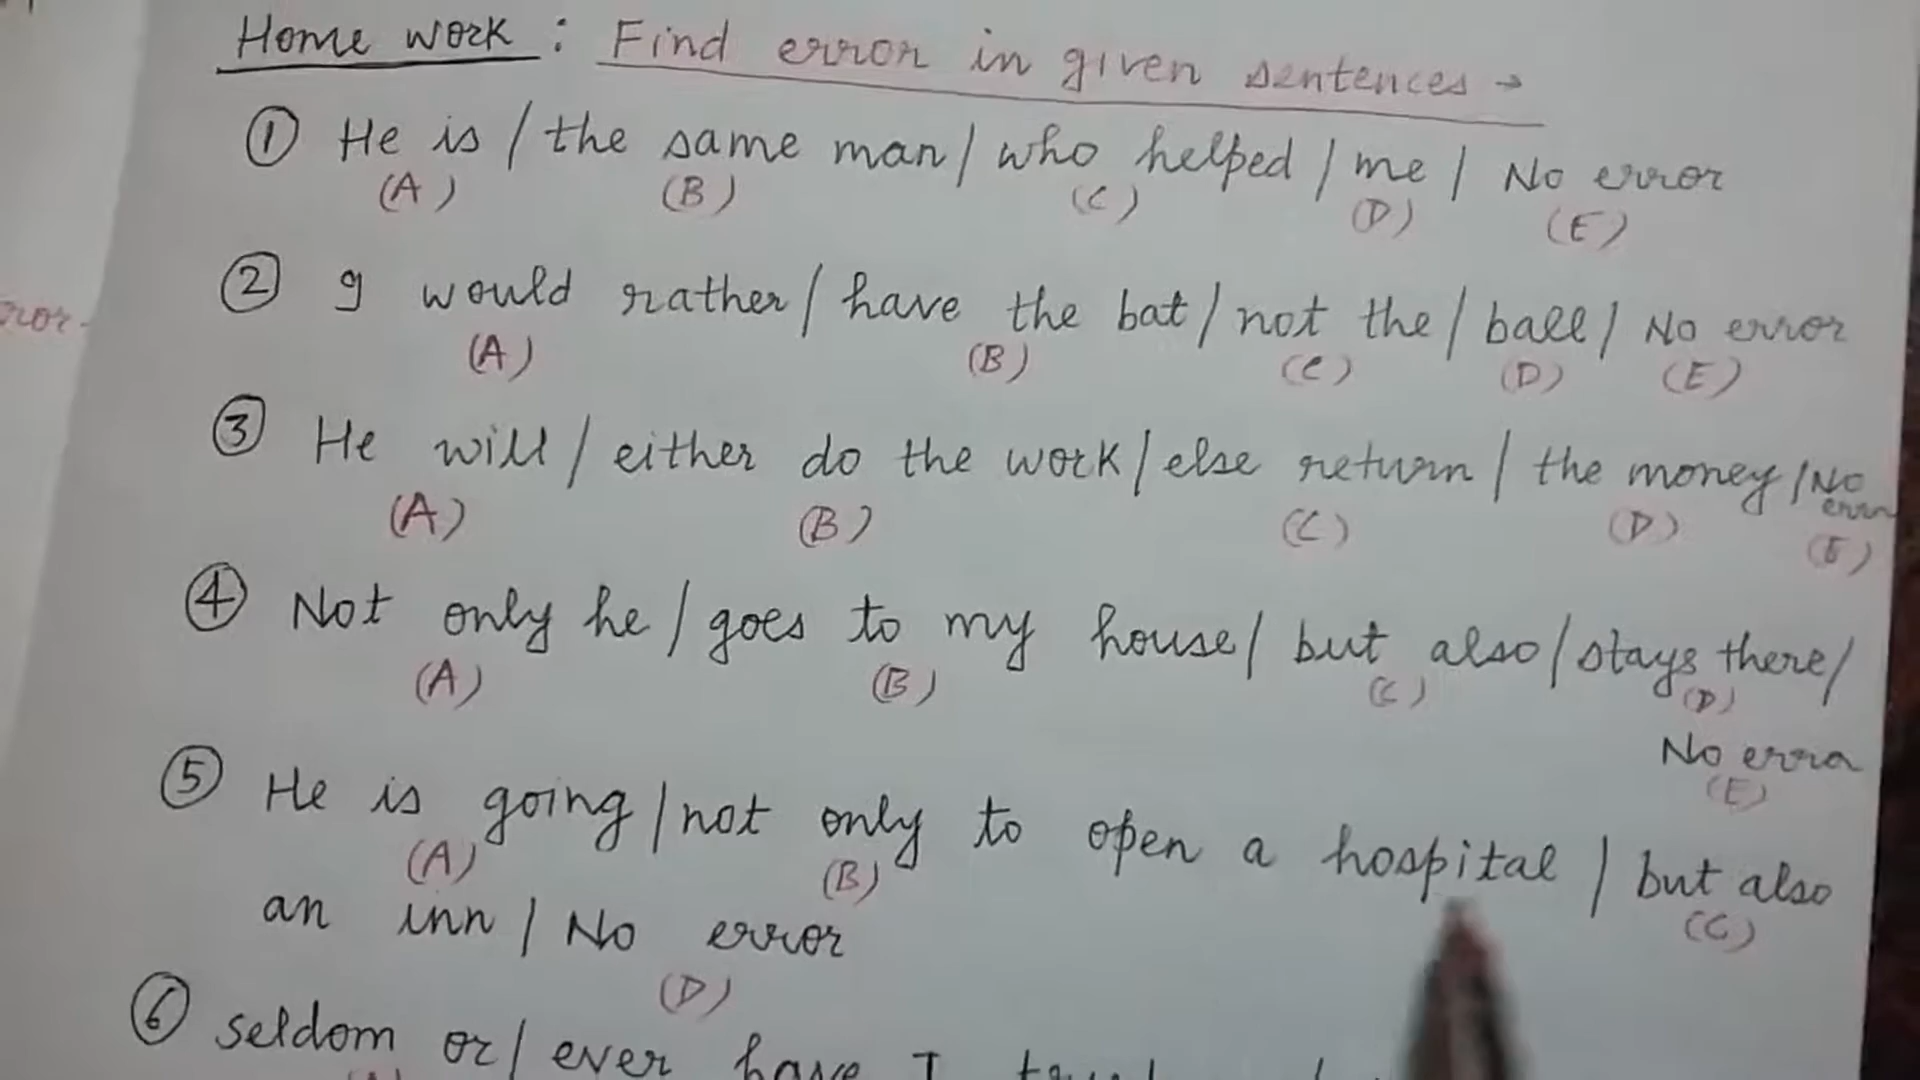 Home work : Find error in given sentences →
① He is / the same man / who helped / me / No error
(A) (B) (C) (D) (E)
② I would rather / have the bat / not the / ball / No error
(A) (B) (C) (D) (E)
③ He will / either do the work / else return / the money / No
error
(A) (B) (C) (D) (E)
④ Not only he / goes to my house / but also / stays there /
(A) (B) (C) (D)
No error
(E)
⑤ He is going / not only to open a hospital / but also
(A) (B) (C)
an inn / No error
(D)
⑥ seldom or / ever have I